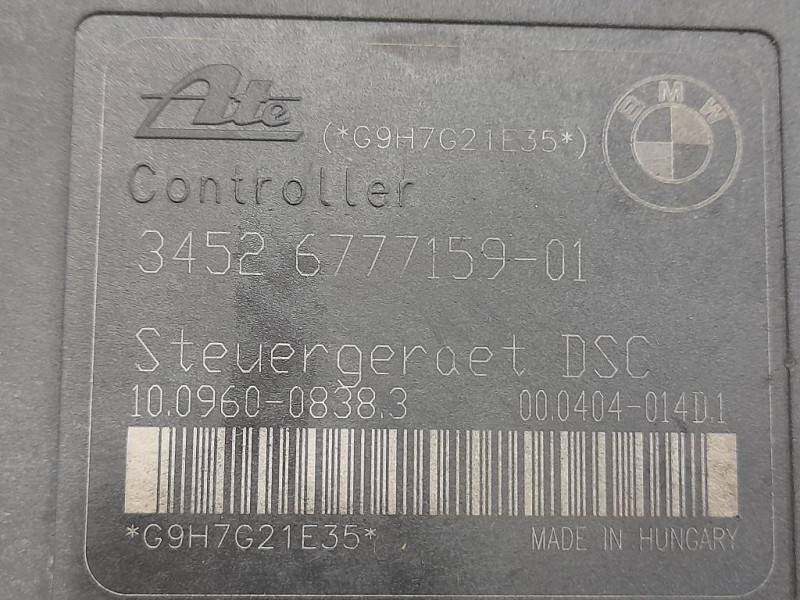 Ate (*G9H7G21E35*) BMW
Controller
3452 6777159-01
Steuergeraet DSC
10.0960-0838.3 00.0404-014D.1
*G9H7G21E35* MADE IN HUNGARY